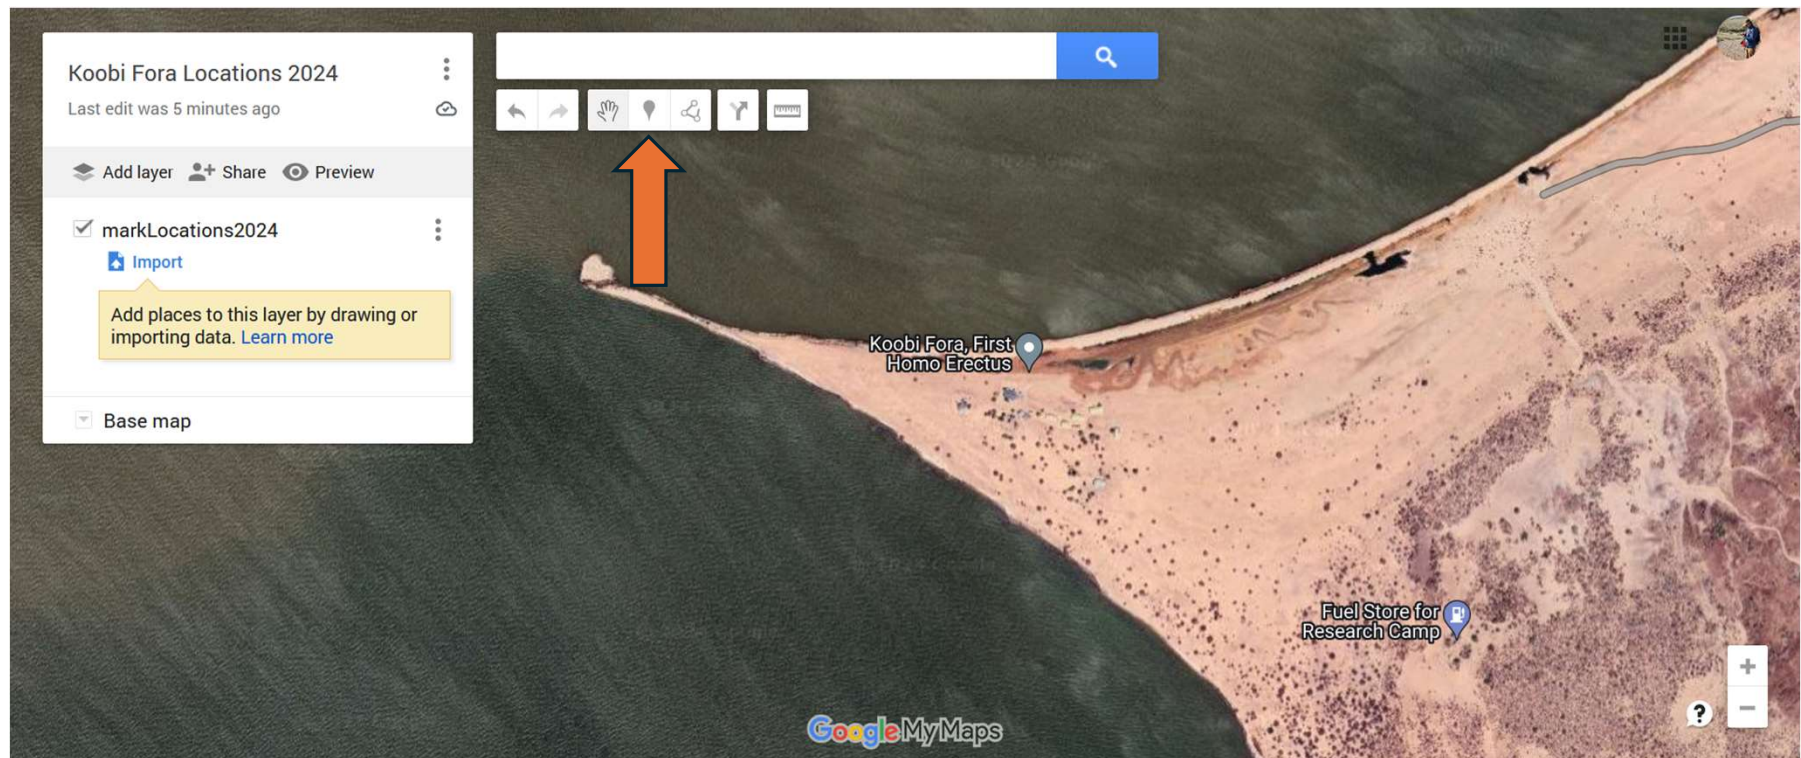 Koobi Fora Locations 2024
Last edit was 5 minutes ago
Add layer Share Preview
markLocations2024
Import
Add places to this layer by drawing or
importing data. Learn more
Base map
Koobi Fora, First
Homo Erectus
Fuel Store for
Research Camp
+
−
?
Google My Maps